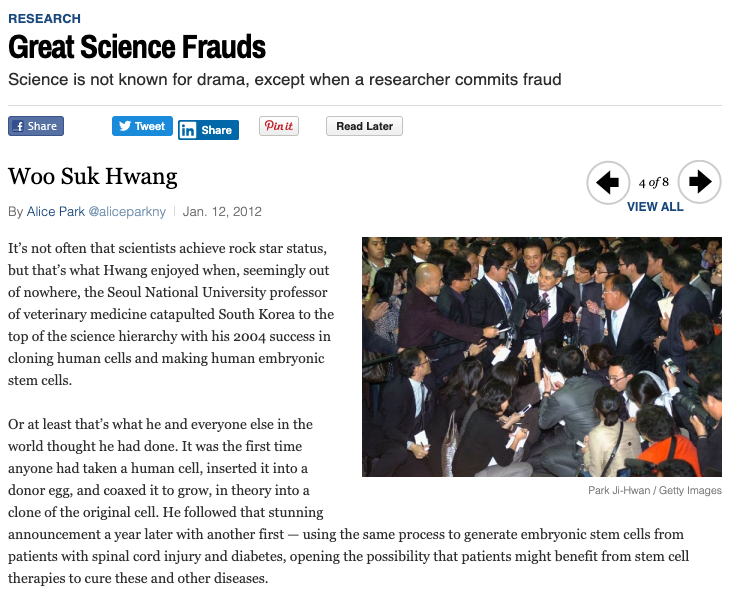 RESEARCH
Great Science Frauds
Science is not known for drama, except when a researcher commits fraud
f Share
Tweet
in Share
Pin it
Read Later
Woo Suk Hwang
4 of 8
VIEW ALL
By Alice Park @aliceparkny | Jan. 12, 2012
It’s not often that scientists achieve rock star status,
but that’s what Hwang enjoyed when, seemingly out
of nowhere, the Seoul National University professor
of veterinary medicine catapulted South Korea to the
top of the science hierarchy with his 2004 success in
cloning human cells and making human embryonic
stem cells.
Or at least that’s what he and everyone else in the
world thought he had done. It was the first time
anyone had taken a human cell, inserted it into a
donor egg, and coaxed it to grow, in theory into a
clone of the original cell. He followed that stunning
Park Ji-Hwan / Getty Images
announcement a year later with another first — using the same process to generate embryonic stem cells from
patients with spinal cord injury and diabetes, opening the possibility that patients might benefit from stem cell
therapies to cure these and other diseases.